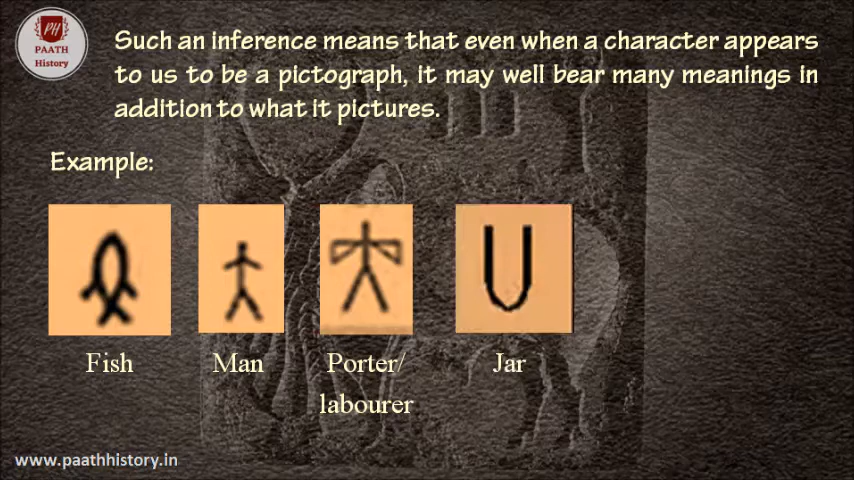 PH
PAATH
History
Such an inference means that even when a character appears
to us to be a pictograph, it may well bear many meanings in
addition to what it pictures.
Example:
Fish Man Porter/ Jar
labourer
www.paathhistory.in